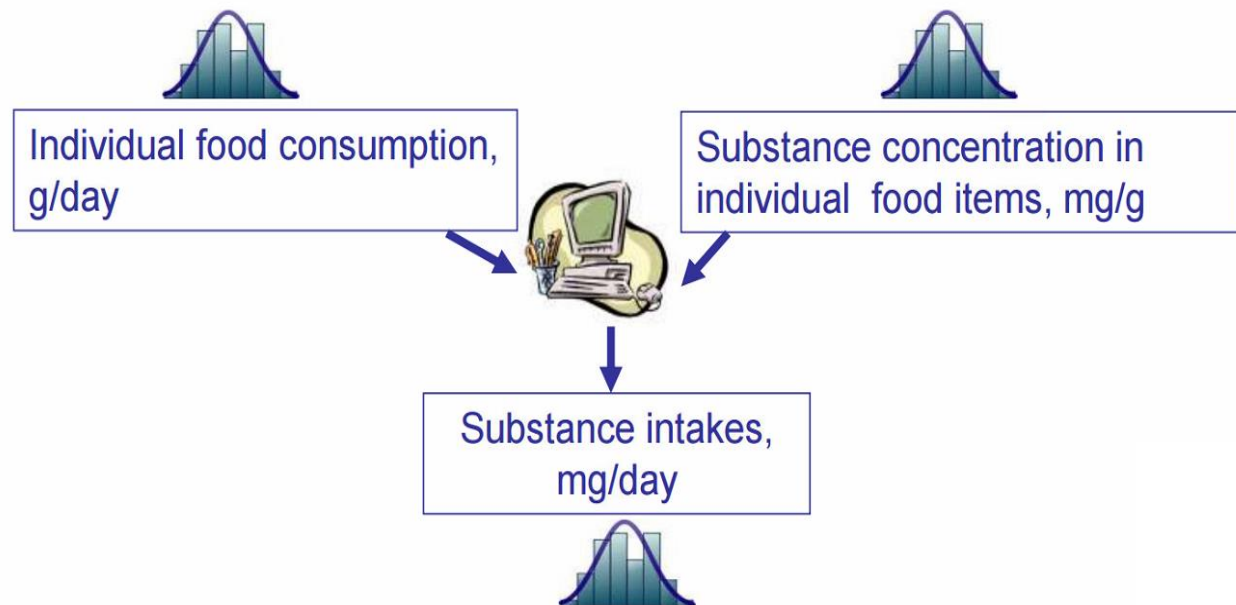 Individual food consumption,
g/day
Substance concentration in
individual food items, mg/g
Substance intakes,
mg/day